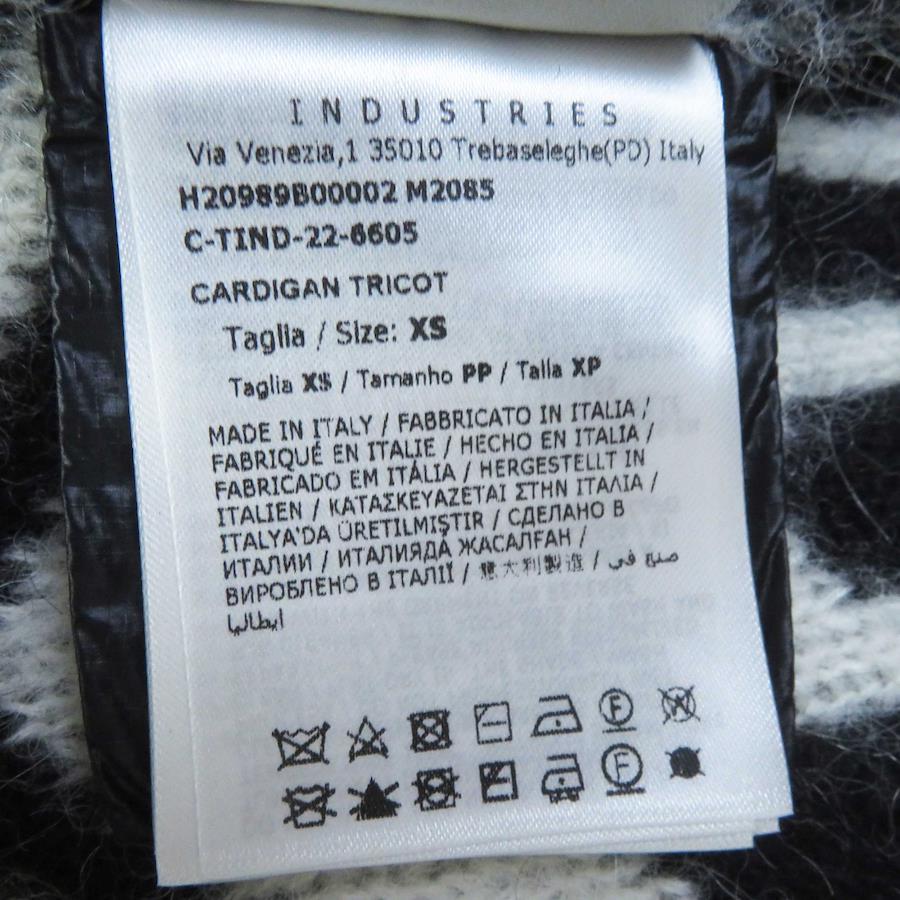 INDUSTRIES
Via Venezia,1 35010 Trebaseleghe(PD) Italy
H20989B00002 M2085
C-TIND-22-6605
CARDIGAN TRICOT
Taglia / Size: XS
Taglia XS / Tamanho PP / Talla XP
MADE IN ITALY / FABBRICATO IN ITALIA /
FABRIQUÉ EN ITALIE / HECHO EN ITALIA /
FABRICADO EM ITÁLIA / HERGESTELLT IN
ITALIEN / ΚΑΤΑΣΚΕΥΑΖΕΤΑΙ ΣΤΗΝ ΙΤΑΛΙΑ /
ITALYA'DA ÜRETILMIŞTIR / СДЕЛАНО В
ИТАЛИИ / ИТАЛИЯДА ЖАСАЛҒАН /
ВИРОБЛЕНО В ІТАЛІЇ / 意大利製造 / صنع في
إيطاليا
F
F